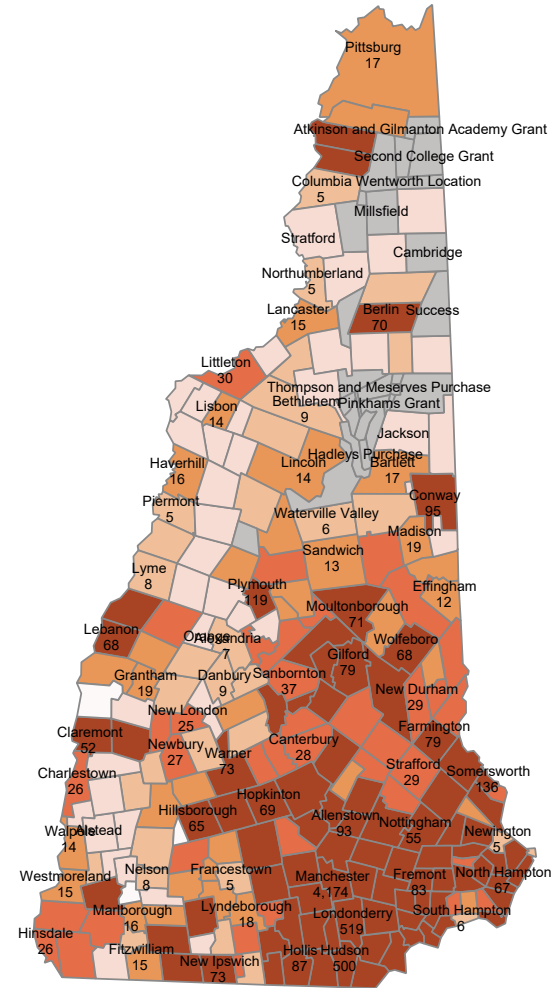 Pittsburg
17
Atkinson and Gilmanton Academy Grant
Second College Grant
Columbia
5
Wentworth Location
Millsfield
Stratford
Cambridge
Northumberland
5
Lancaster
15
Berlin
70
Success
Littleton
30
Thompson and Meserves Purchase
Bethlehem
9
Pinkhams Grant
Lisbon
14
Jackson
Hadleys Purchase
Haverhill
16
Lincoln
14
Bartlett
17
Conway
95
Piermont
5
Waterville Valley
6
Madison
19
Sandwich
13
Lyme
8
Plymouth
119
Effingham
12
Moultonborough
71
Lebanon
68
Orange
Alexandria
7
Wolfeboro
68
Gilford
79
Grantham
19
Danbury
9
Sanbornton
37
New Durham
29
New London
25
Claremont
52
Newbury
27
Warner
73
Canterbury
28
Farmington
79
Strafford
29
Charlestown
26
Somersworth
136
Hopkinton
69
Hillsborough
65
Allenstown
93
Nottingham
55
Newington
5
Walpole
14
Alstead
Westmoreland
15
Nelson
8
Francestown
5
Manchester
4,174
Fremont
83
North Hampton
67
Marlborough
16
Lyndeborough
18
Londonderry
519
South Hampton
6
Hinsdale
26
Fitzwilliam
15
New Ipswich
73
Hollis
87
Hudson
500